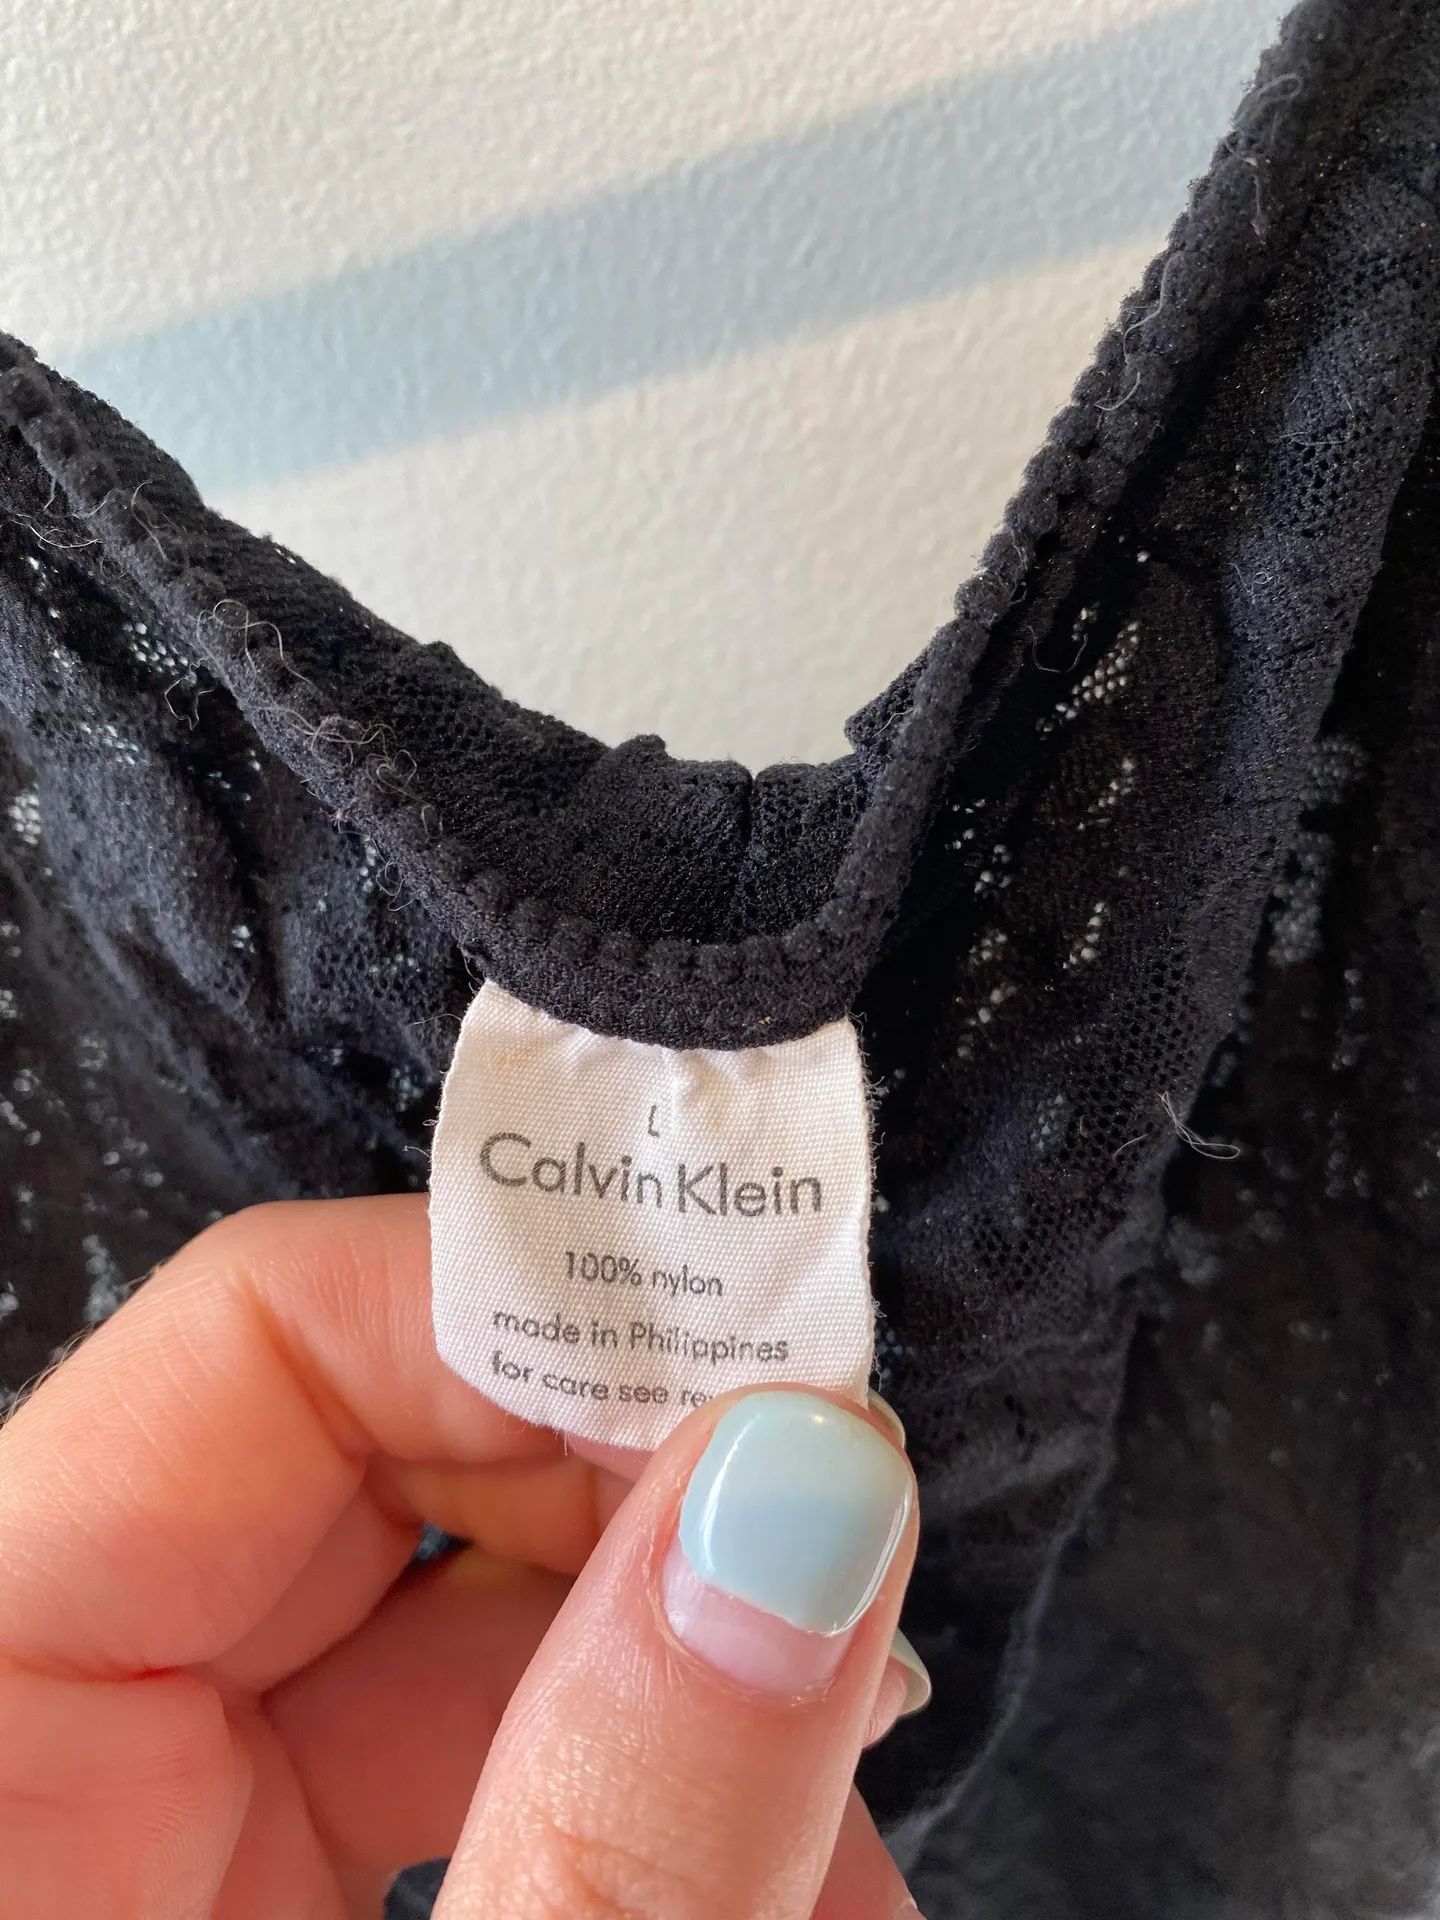 L
Calvin Klein
100% nylon
made in Philippines
for care see